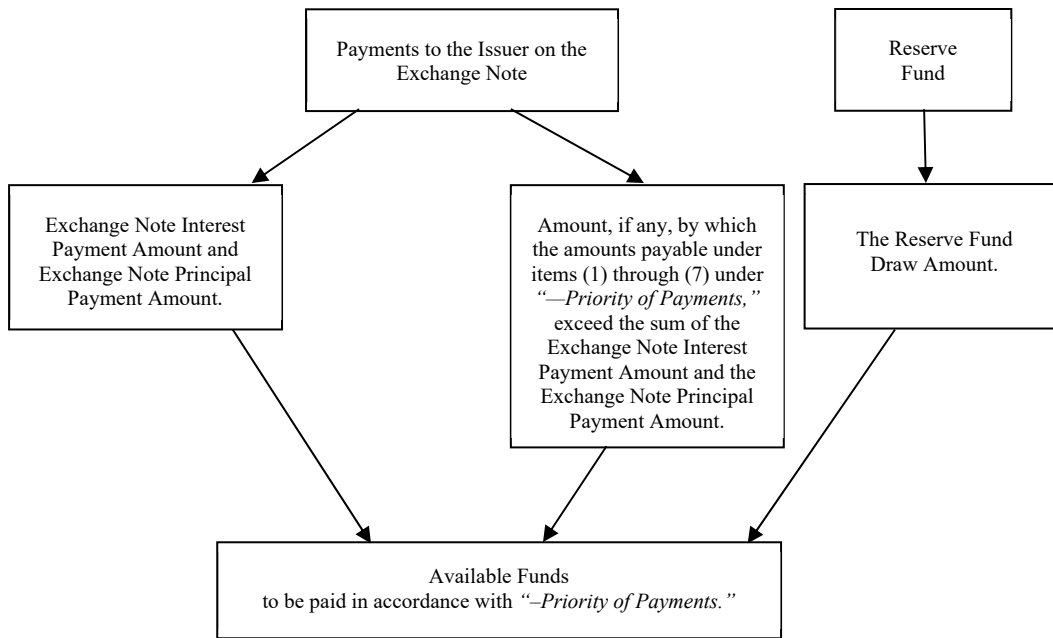 Payments to the Issuer on the
Exchange Note
Reserve
Fund
Exchange Note Interest
Payment Amount and
Exchange Note Principal
Payment Amount.
Amount, if any, by which
the amounts payable under
items (1) through (7) under
“—Priority of Payments,”
exceed the sum of the
Exchange Note Interest
Payment Amount and the
Exchange Note Principal
Payment Amount.
The Reserve Fund
Draw Amount.
Available Funds
to be paid in accordance with “–Priority of Payments.”